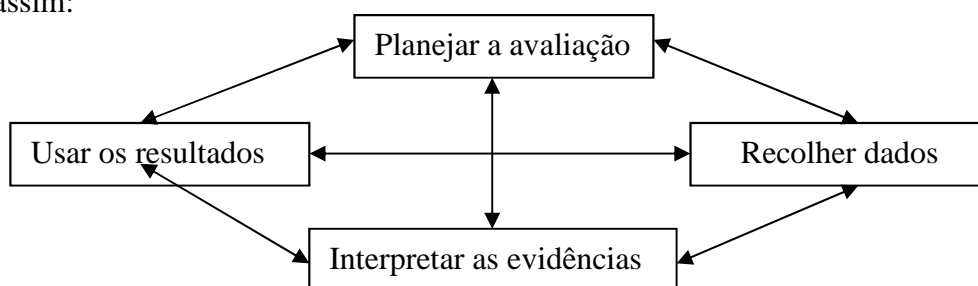 assim:
Planejar a avaliação
Usar os resultados
Recolher dados
Interpretar as evidências